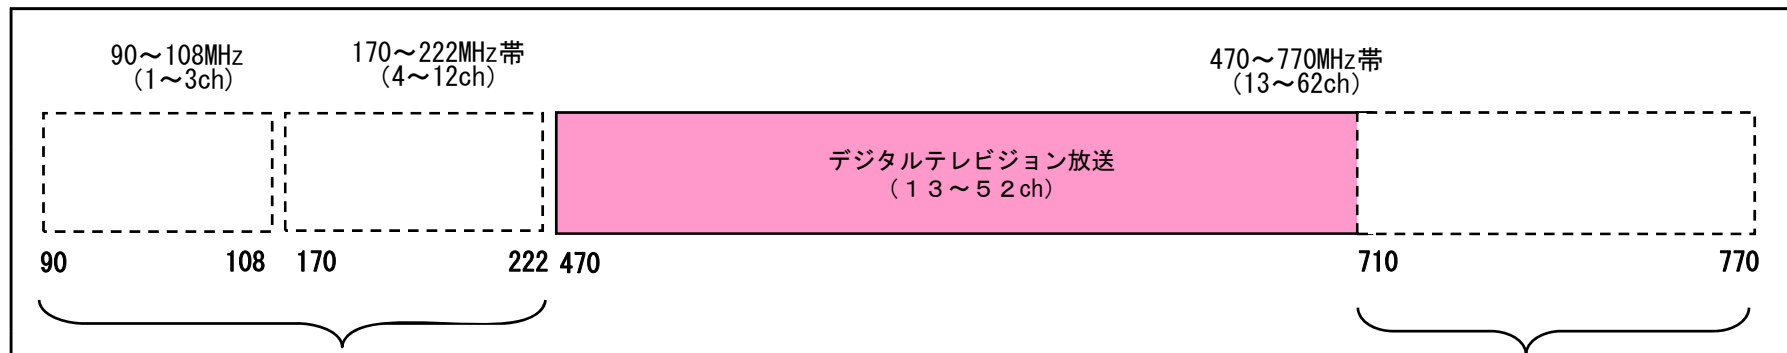 90～108MHz
(1～3ch)
170～222MHz帯
(4～12ch)
470～770MHz帯
(13～62ch)
デジタルテレビジョン放送
（１３～５２ch）
90 108 170 222 470 710 770